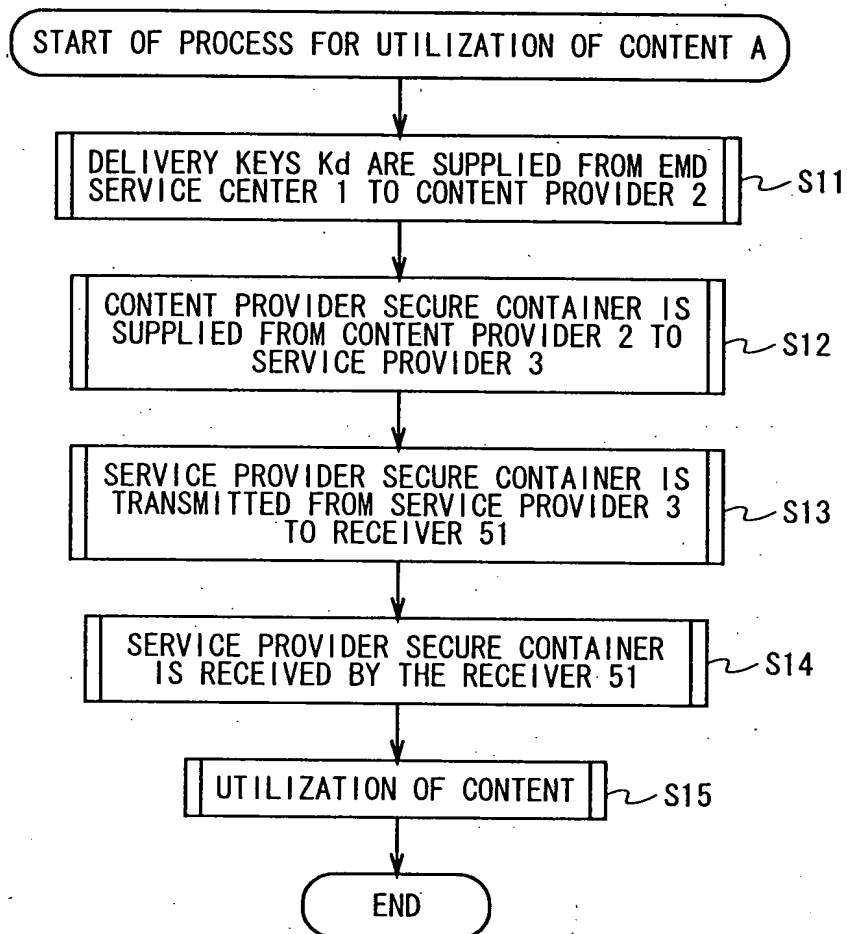 START OF PROCESS FOR UTILIZATION OF CONTENT A
DELIVERY KEYS Kd ARE SUPPLIED FROM EMD
SERVICE CENTER 1 TO CONTENT PROVIDER 2
S11
CONTENT PROVIDER SECURE CONTAINER IS
SUPPLIED FROM CONTENT PROVIDER 2 TO
SERVICE PROVIDER 3
S12
SERVICE PROVIDER SECURE CONTAINER IS
TRANSMITTED FROM SERVICE PROVIDER 3
TO RECEIVER 51
S13
SERVICE PROVIDER SECURE CONTAINER
IS RECEIVED BY THE RECEIVER 51
S14
UTILIZATION OF CONTENT
S15
END